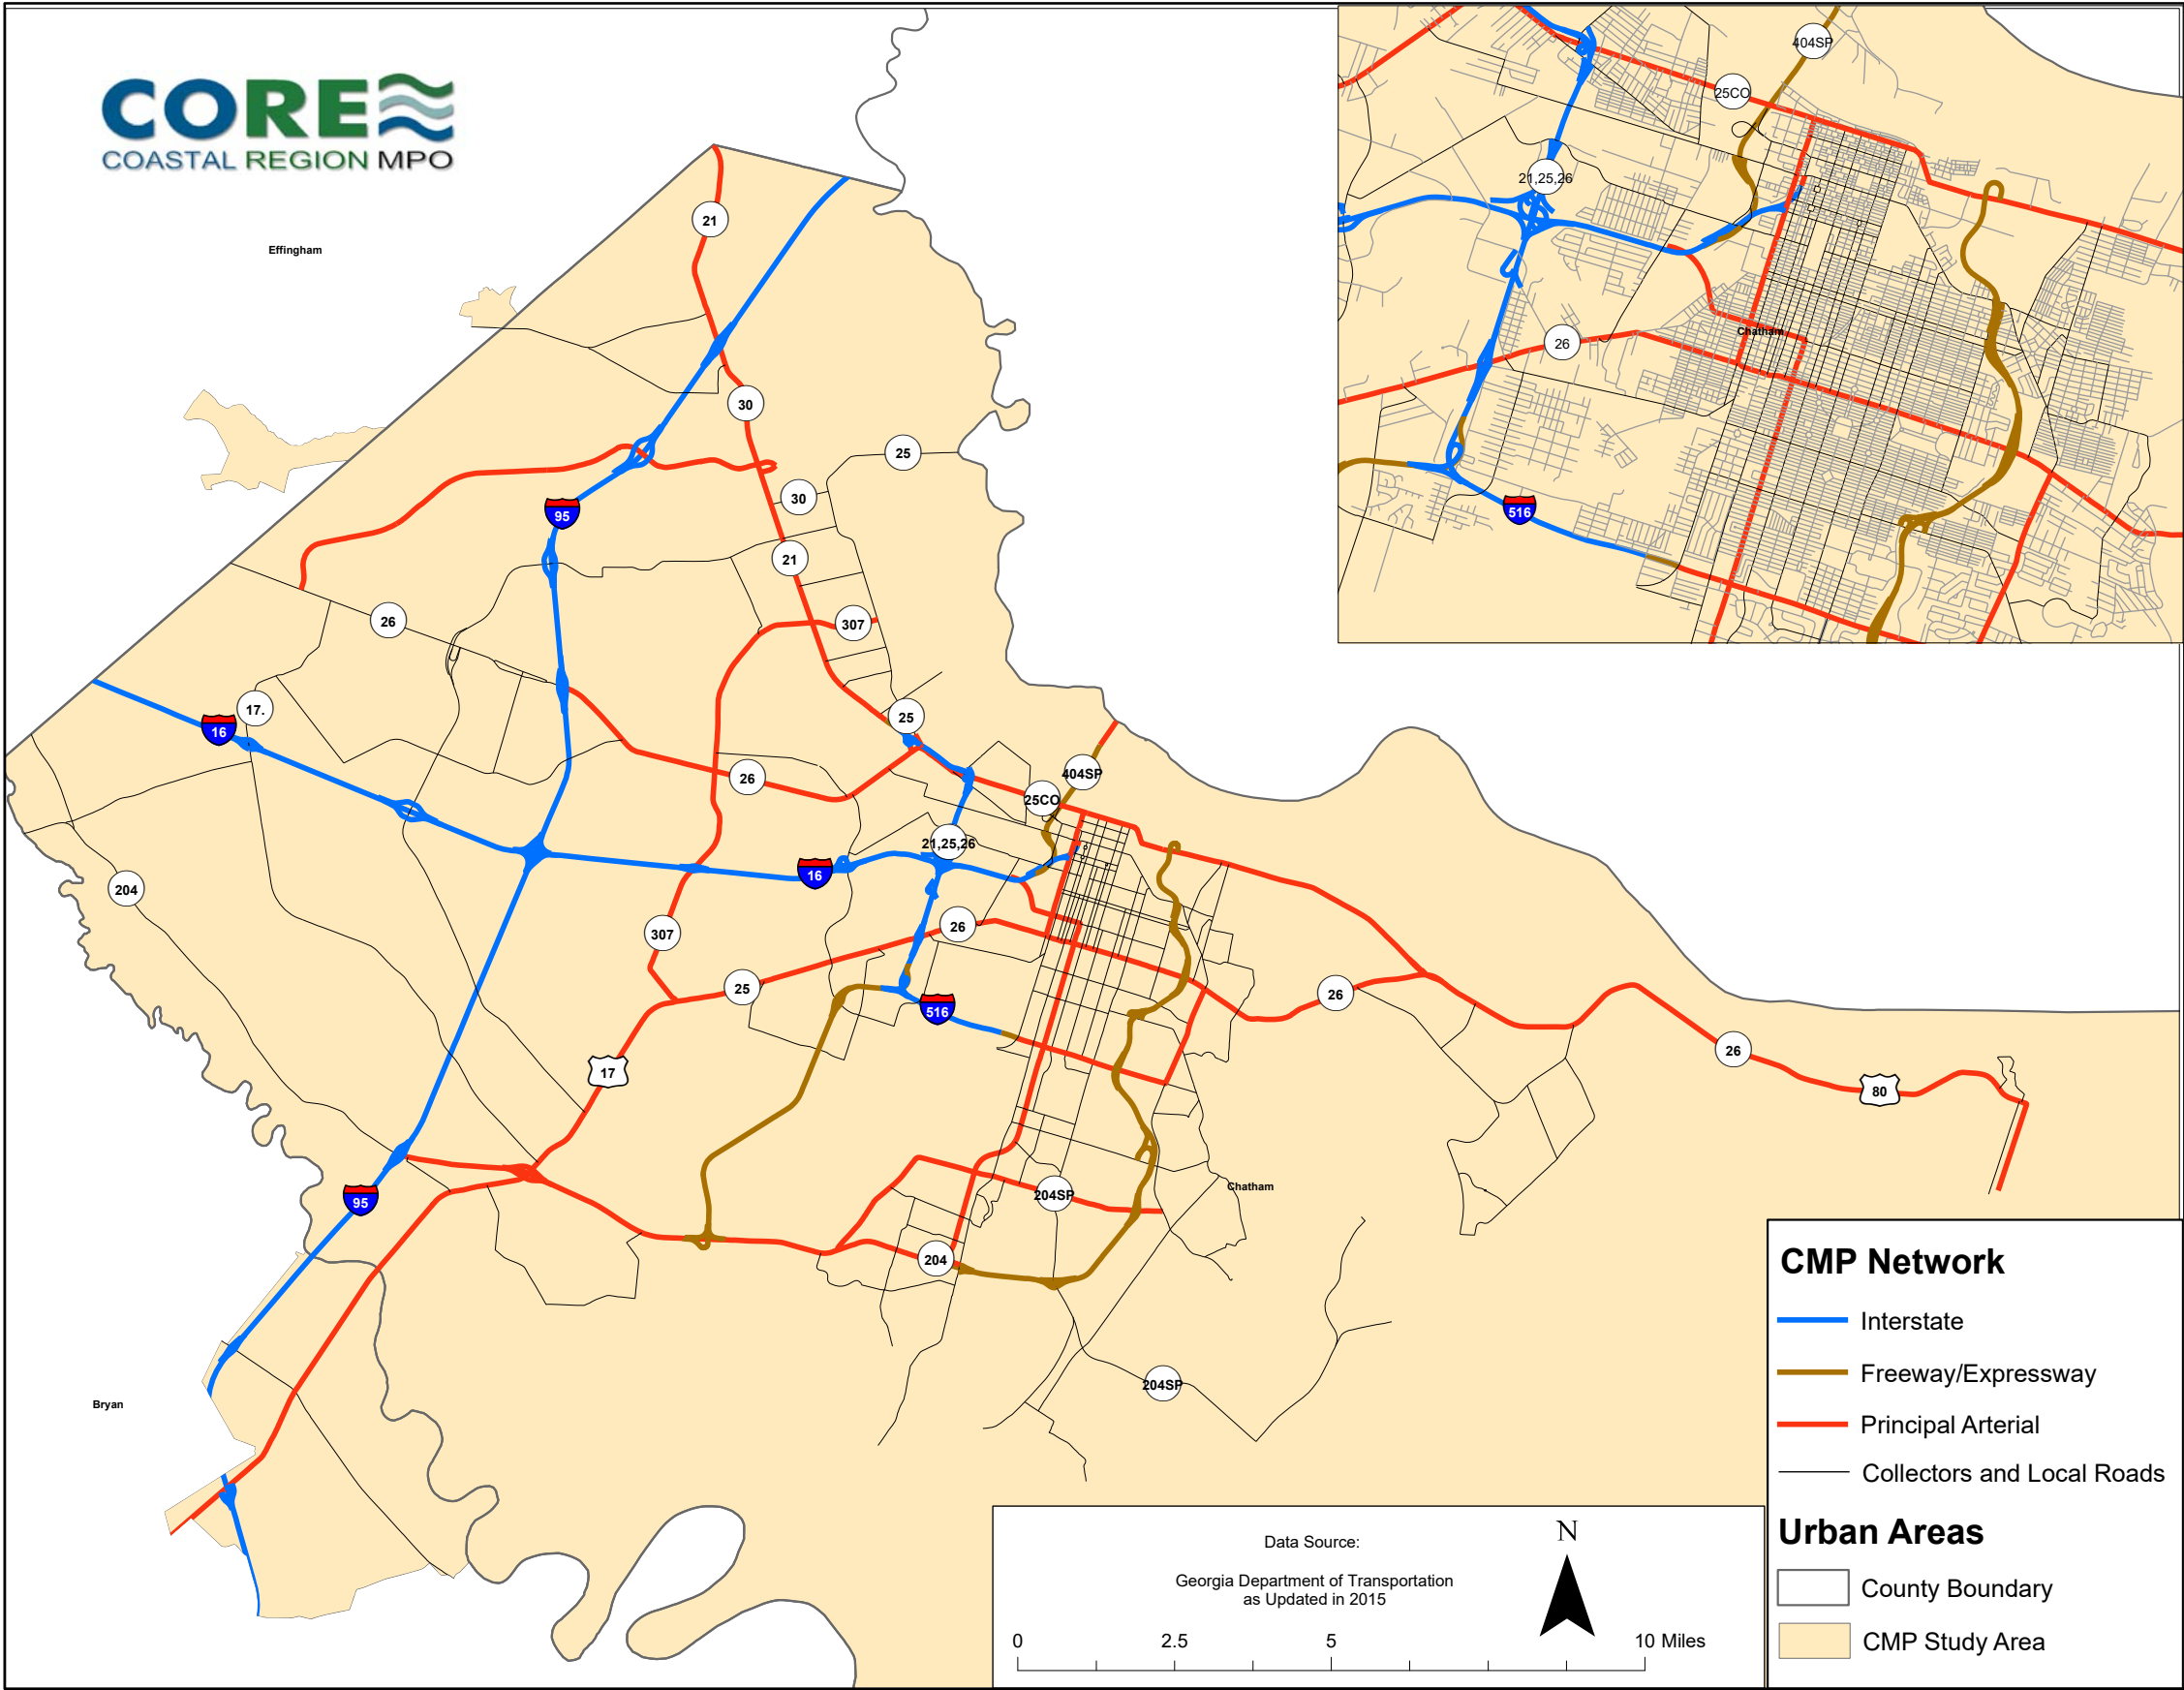 CORE
COASTAL REGION MPO
Effingham
21
30
25
30
95
21
26
307
17.
16
25
26
404SP
25CO
21,25,26
16
204
307
26
25
516
26
17
26
80
95
204SP
Chatham
204
204SP
Bryan
404SP
25CO
21,25,26
Chatham
26
516
CMP Network
Interstate
Freeway/Expressway
Principal Arterial
Collectors and Local Roads
Urban Areas
County Boundary
CMP Study Area
Data Source:
Georgia Department of Transportation
as Updated in 2015
N
0 2.5 5 10 Miles